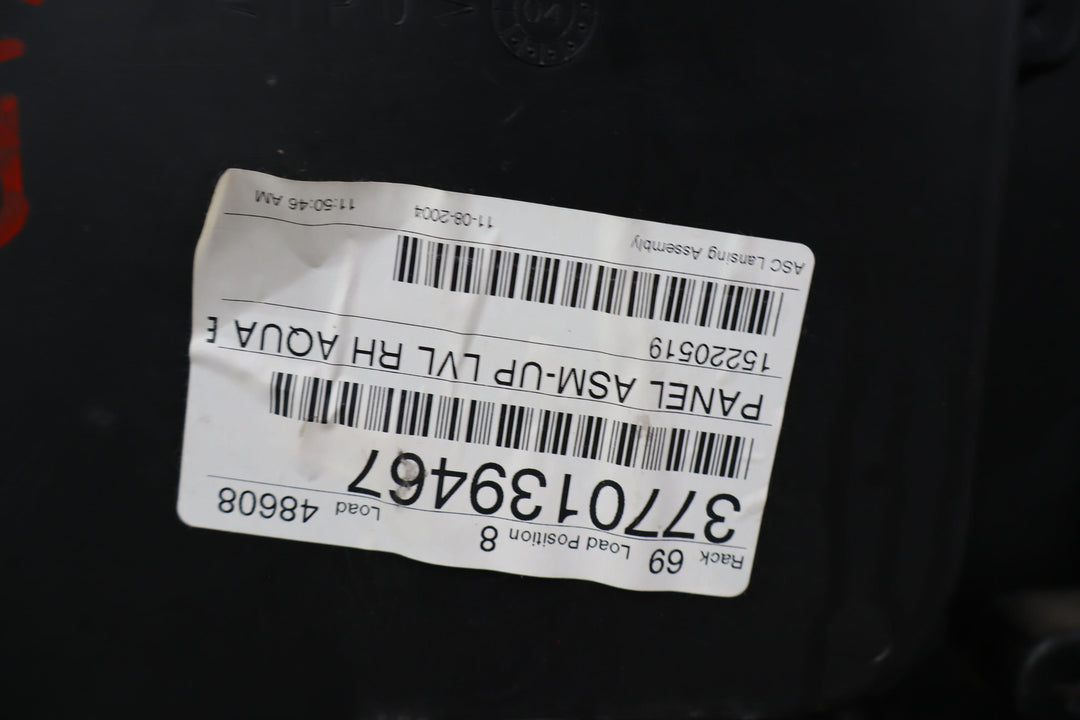 Rack 69 Load Position 8 Load 48608
3770139467
PANEL ASM-UP LVL RH AQUA
15220519
ASC Lansing Assembly 11-08-2004 11:50:46 AM
04